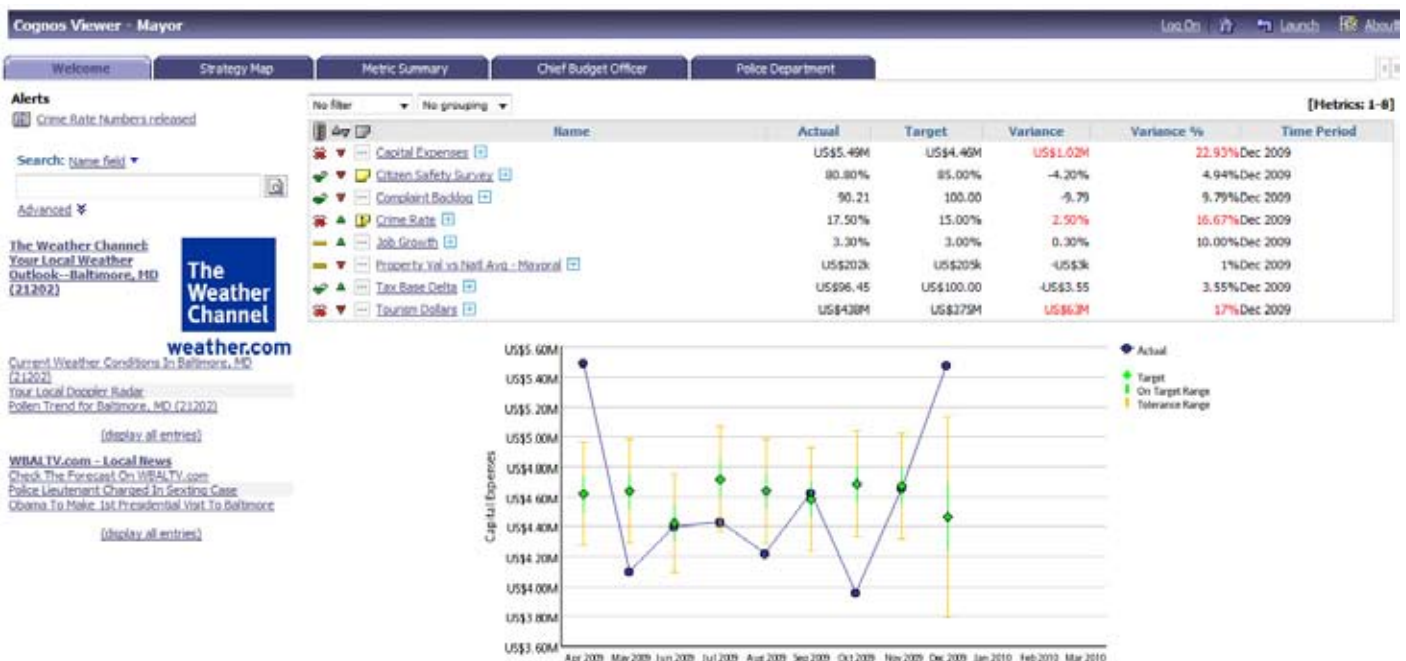 Cognos Viewer - Mayor
Log On Launch About
Welcome Strategy Map Metric Summary Chief Budget Officer Police Department
Alerts
Crime Rate Numbers released
Search: Name field
Advanced
The Weather Channel:
Your Local Weather
Outlook--Baltimore, MD
(21202)
The
Weather
Channel
weather.com
Current Weather Conditions In Baltimore, MD
(21202)
Your Local Doppler Radar
Pollen Trend for Baltimore, MD (21202)
(display all entries)
WBALTV.com - Local News
Check The Forecast On WBALTV.com
Police Lieutenant Charged In Sexting Case
Obama To Make 1st Presidential Visit To Baltimore
(display all entries)
No filter No grouping [Metrics: 1-8]
Name Actual Target Variance Variance % Time Period
Capital Expenses US$5.49M US$4.46M US$1.02M 22.93% Dec 2009
Citizen Safety Survey 80.80% 85.00% -4.20% 4.94% Dec 2009
Complaint Backlog 90.21 100.00 -9.79 9.79% Dec 2009
Crime Rate 17.50% 15.00% 2.50% 16.67% Dec 2009
Job Growth 3.30% 3.00% 0.30% 10.00% Dec 2009
Property Val vs Natl Avg - Mayoral US$202k US$205k -US$3k 1% Dec 2009
Tax Base Delta US$96.45 US$100.00 -US$3.55 3.55% Dec 2009
Tourism Dollars US$438M US$375M US$63M 17% Dec 2009
Capital Expenses
US$5.60M
US$5.40M
US$5.20M
US$5.00M
US$4.80M
US$4.60M
US$4.40M
US$4.20M
US$4.00M
US$3.80M
US$3.60M
Apr 2009 May 2009 Jun 2009 Jul 2009 Aug 2009 Sep 2009 Oct 2009 Nov 2009 Dec 2009 Jan 2010 Feb 2010 Mar 2010
Actual
Target
On Target Range
Tolerance Range